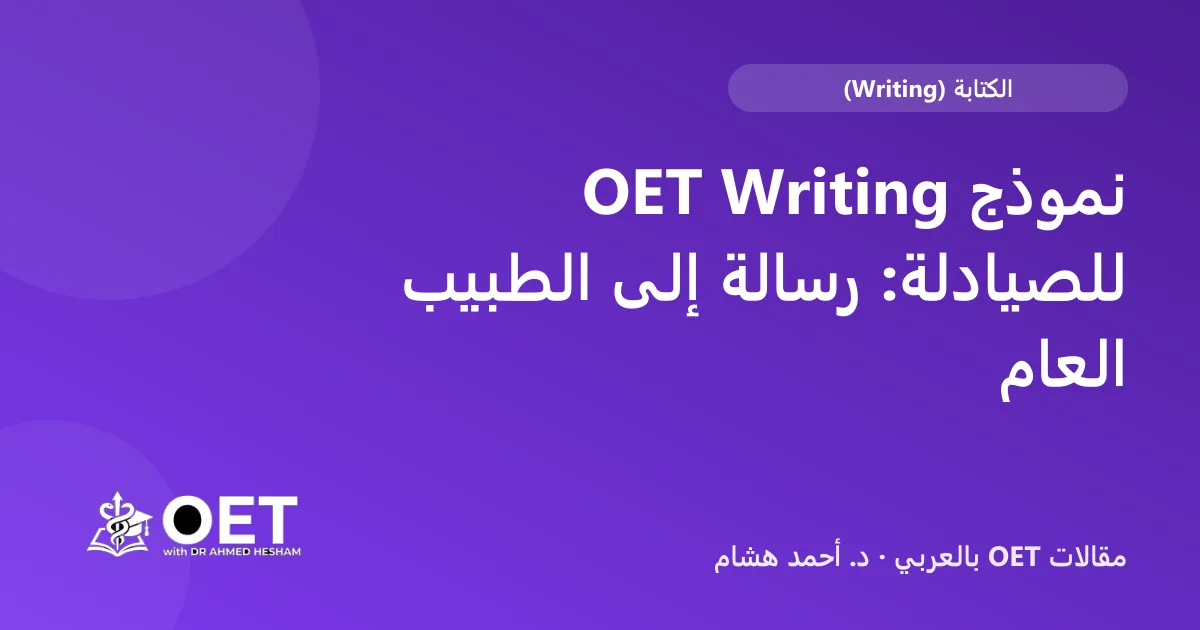 الكتابة (Writing)
نموذج OET Writing
للصيادلة: رسالة إلى الطبيب
العام
OET
with DR AHMED HESHAM
مقالات OET بالعربي · د. أحمد هشام